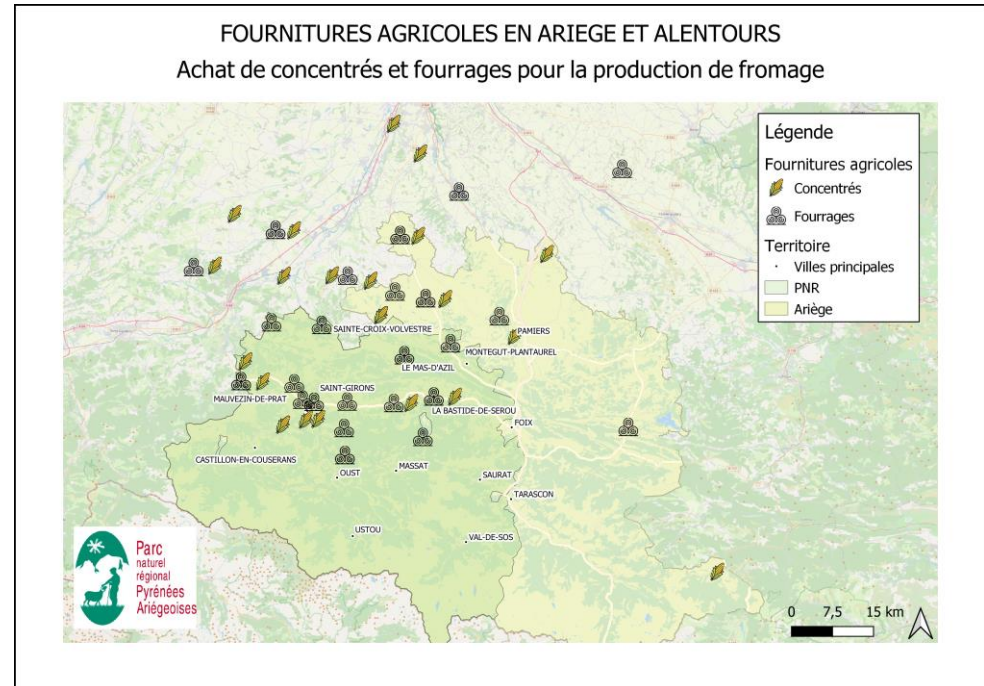 FOURNITURES AGRICOLES EN ARIEGE ET ALENTOURS
Achat de concentrés et fourrages pour la production de fromage
Légende
Fournitures agricoles
Concentrés
Fourrages
Territoire
Villes principales
PNR
Ariège
SAINTE-CROIX-VOLVESTRE
PAMIERS
MONTEGUT-PLANTAUREL
LE MAS-D'AZIL
SAINT-GIRONS
MAUVEZIN-DE-PRAT
LA BASTIDE-DE-SEROU
FOIX
CASTILLON-EN-COUSERANS
MASSAT
OUST
SAURAT
TARASCON
USTOU
VAL-DE-SOS
Parc
naturel
régional
Pyrénées
Ariégeoises
0 7,5 15 km